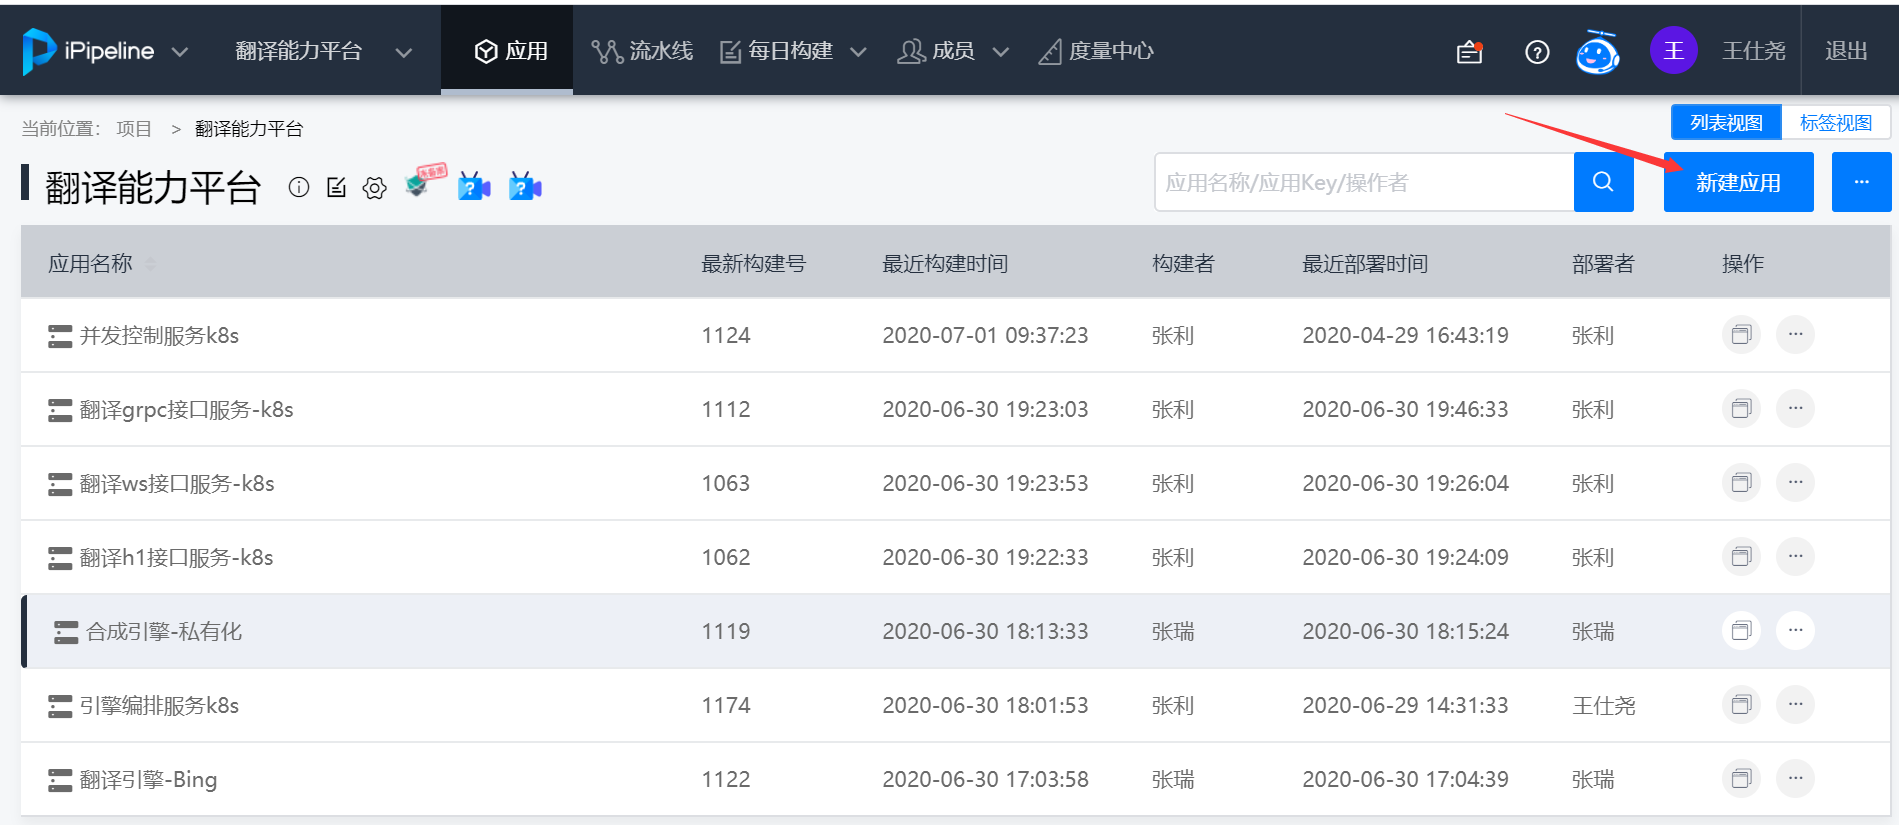 iPipeline 翻译能力平台 应用 流水线 每日构建 成员 度量中心 王 王仕尧 退出
当前位置： 项目 > 翻译能力平台
列表视图 标签视图
翻译能力平台
应用名称/应用Key/操作者
新建应用 ...
应用名称 最新构建号 最近构建时间 构建者 最近部署时间 部署者 操作
并发控制服务k8s 1124 2020-07-01 09:37:23 张利 2020-04-29 16:43:19 张利 ...
翻译grpc接口服务-k8s 1112 2020-06-30 19:23:03 张利 2020-06-30 19:46:33 张利 ...
翻译ws接口服务-k8s 1063 2020-06-30 19:23:53 张利 2020-06-30 19:26:04 张利 ...
翻译h1接口服务-k8s 1062 2020-06-30 19:22:33 张利 2020-06-30 19:24:09 张利 ...
合成引擎-私有化 1119 2020-06-30 18:13:33 张瑞 2020-06-30 18:15:24 张瑞 ...
引擎编排服务k8s 1174 2020-06-30 18:01:53 张利 2020-06-29 14:31:33 王仕尧 ...
翻译引擎-Bing 1122 2020-06-30 17:03:58 张瑞 2020-06-30 17:04:39 张瑞 ...